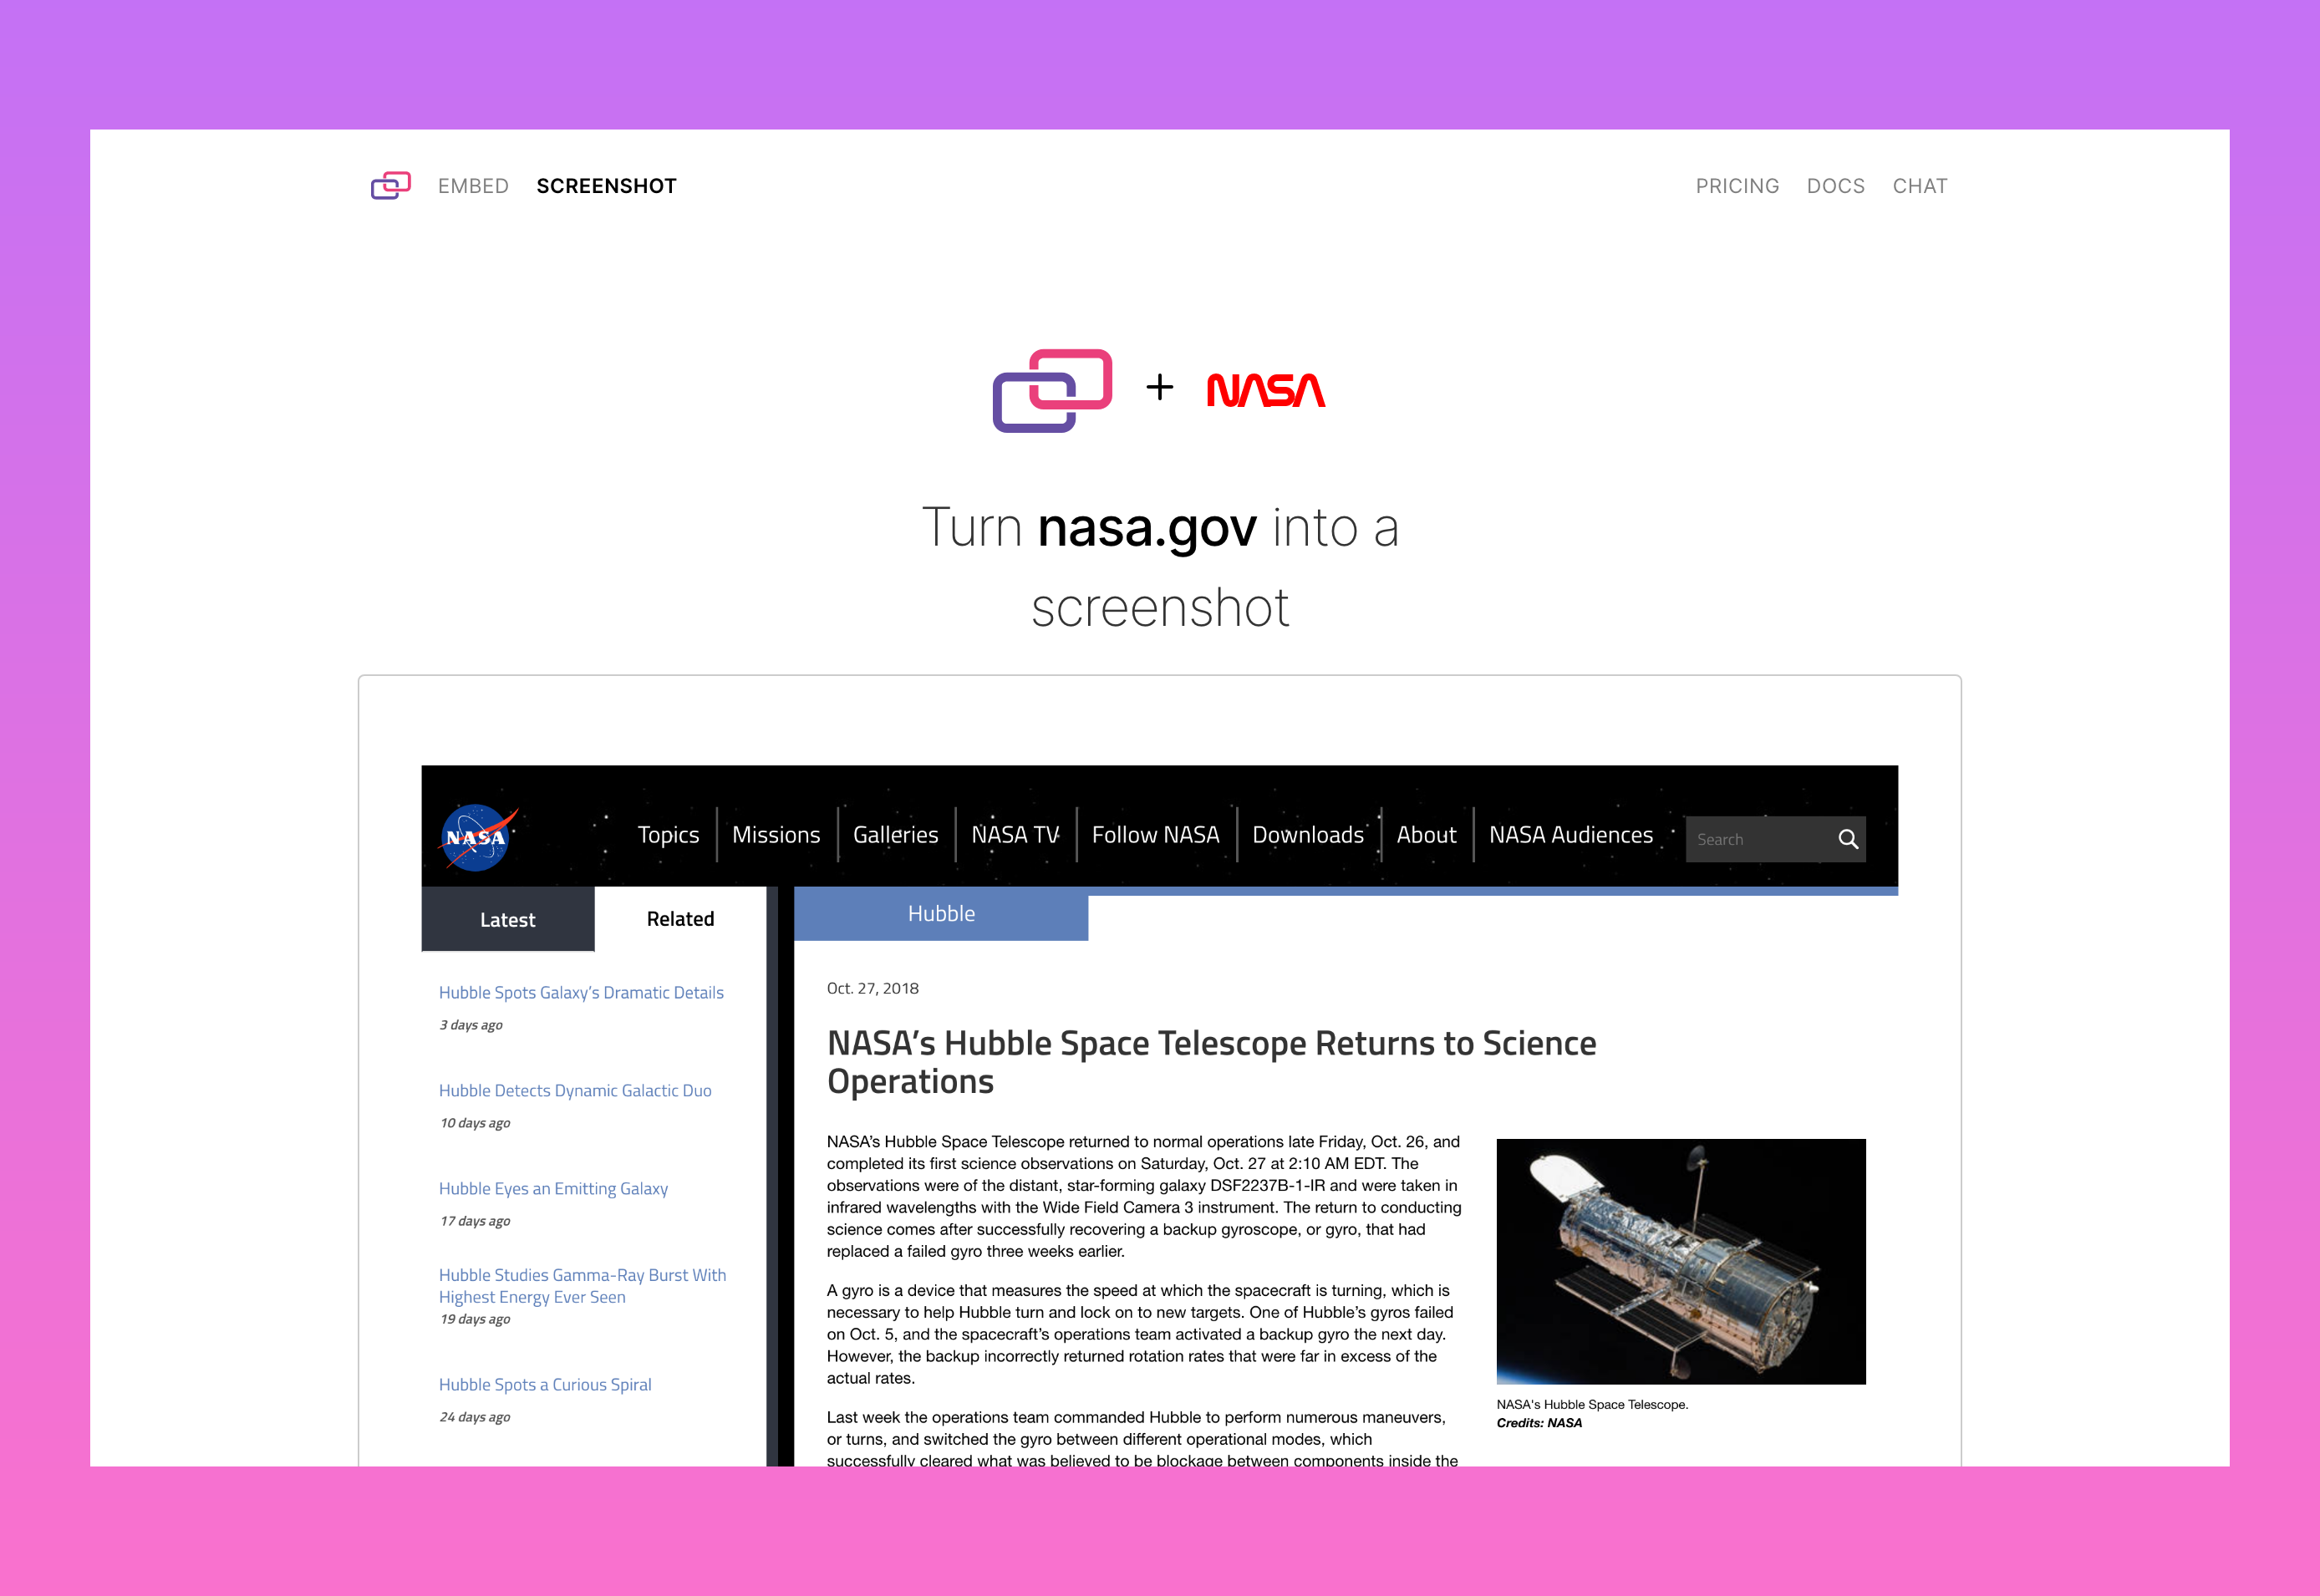 EMBED SCREENSHOT PRICING DOCS CHAT
+ NASA
Turn nasa.gov into a
screenshot
NASA Topics Missions Galleries NASA TV Follow NASA Downloads About NASA Audiences Search
Latest Related
Hubble Spots Galaxy’s Dramatic Details
3 days ago
Hubble Detects Dynamic Galactic Duo
10 days ago
Hubble Eyes an Emitting Galaxy
17 days ago
Hubble Studies Gamma-Ray Burst With
Highest Energy Ever Seen
19 days ago
Hubble Spots a Curious Spiral
24 days ago
Hubble
Oct. 27, 2018
NASA’s Hubble Space Telescope Returns to Science
Operations
NASA’s Hubble Space Telescope returned to normal operations late Friday, Oct. 26, and
completed its first science observations on Saturday, Oct. 27 at 2:10 AM EDT. The
observations were of the distant, star-forming galaxy DSF2237B-1-IR and were taken in
infrared wavelengths with the Wide Field Camera 3 instrument. The return to conducting
science comes after successfully recovering a backup gyroscope, or gyro, that had
replaced a failed gyro three weeks earlier.
A gyro is a device that measures the speed at which the spacecraft is turning, which is
necessary to help Hubble turn and lock on to new targets. One of Hubble’s gyros failed
on Oct. 5, and the spacecraft’s operations team activated a backup gyro the next day.
However, the backup incorrectly returned rotation rates that were far in excess of the
actual rates.
Last week the operations team commanded Hubble to perform numerous maneuvers,
or turns, and switched the gyro between different operational modes, which
successfully cleared what was believed to be blockage between components inside the
NASA's Hubble Space Telescope.
Credits: NASA